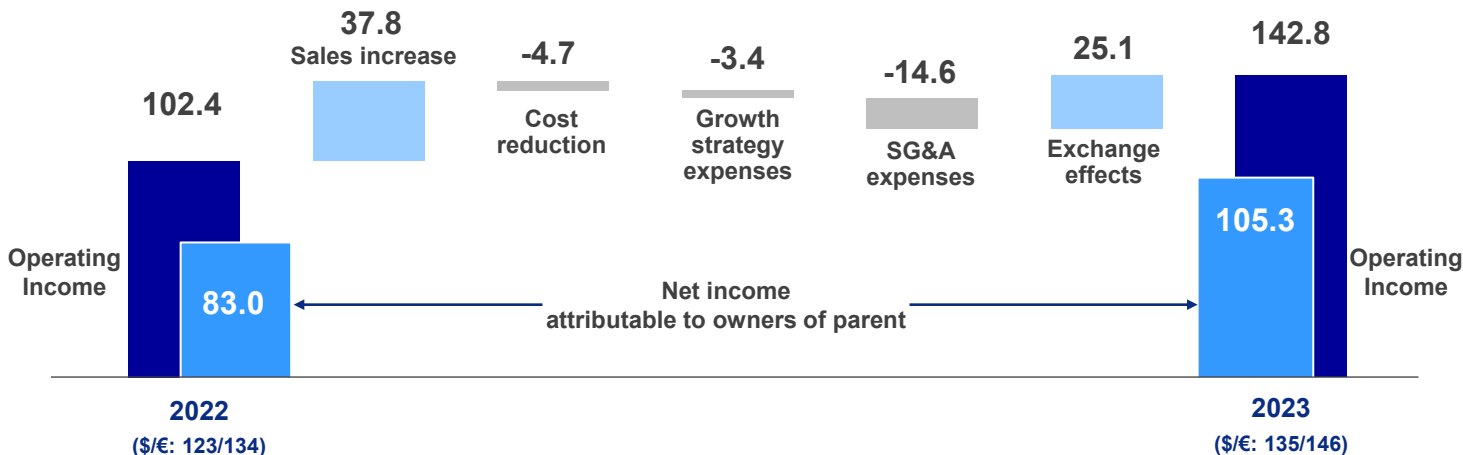 102.4
37.8
Sales increase
-4.7
Cost
reduction
-3.4
Growth
strategy
expenses
-14.6
SG&A
expenses
25.1
Exchange
effects
142.8
Operating
Income
83.0
Net income
attributable to owners of parent
105.3
Operating
Income
2022
($/€: 123/134)
2023
($/€: 135/146)